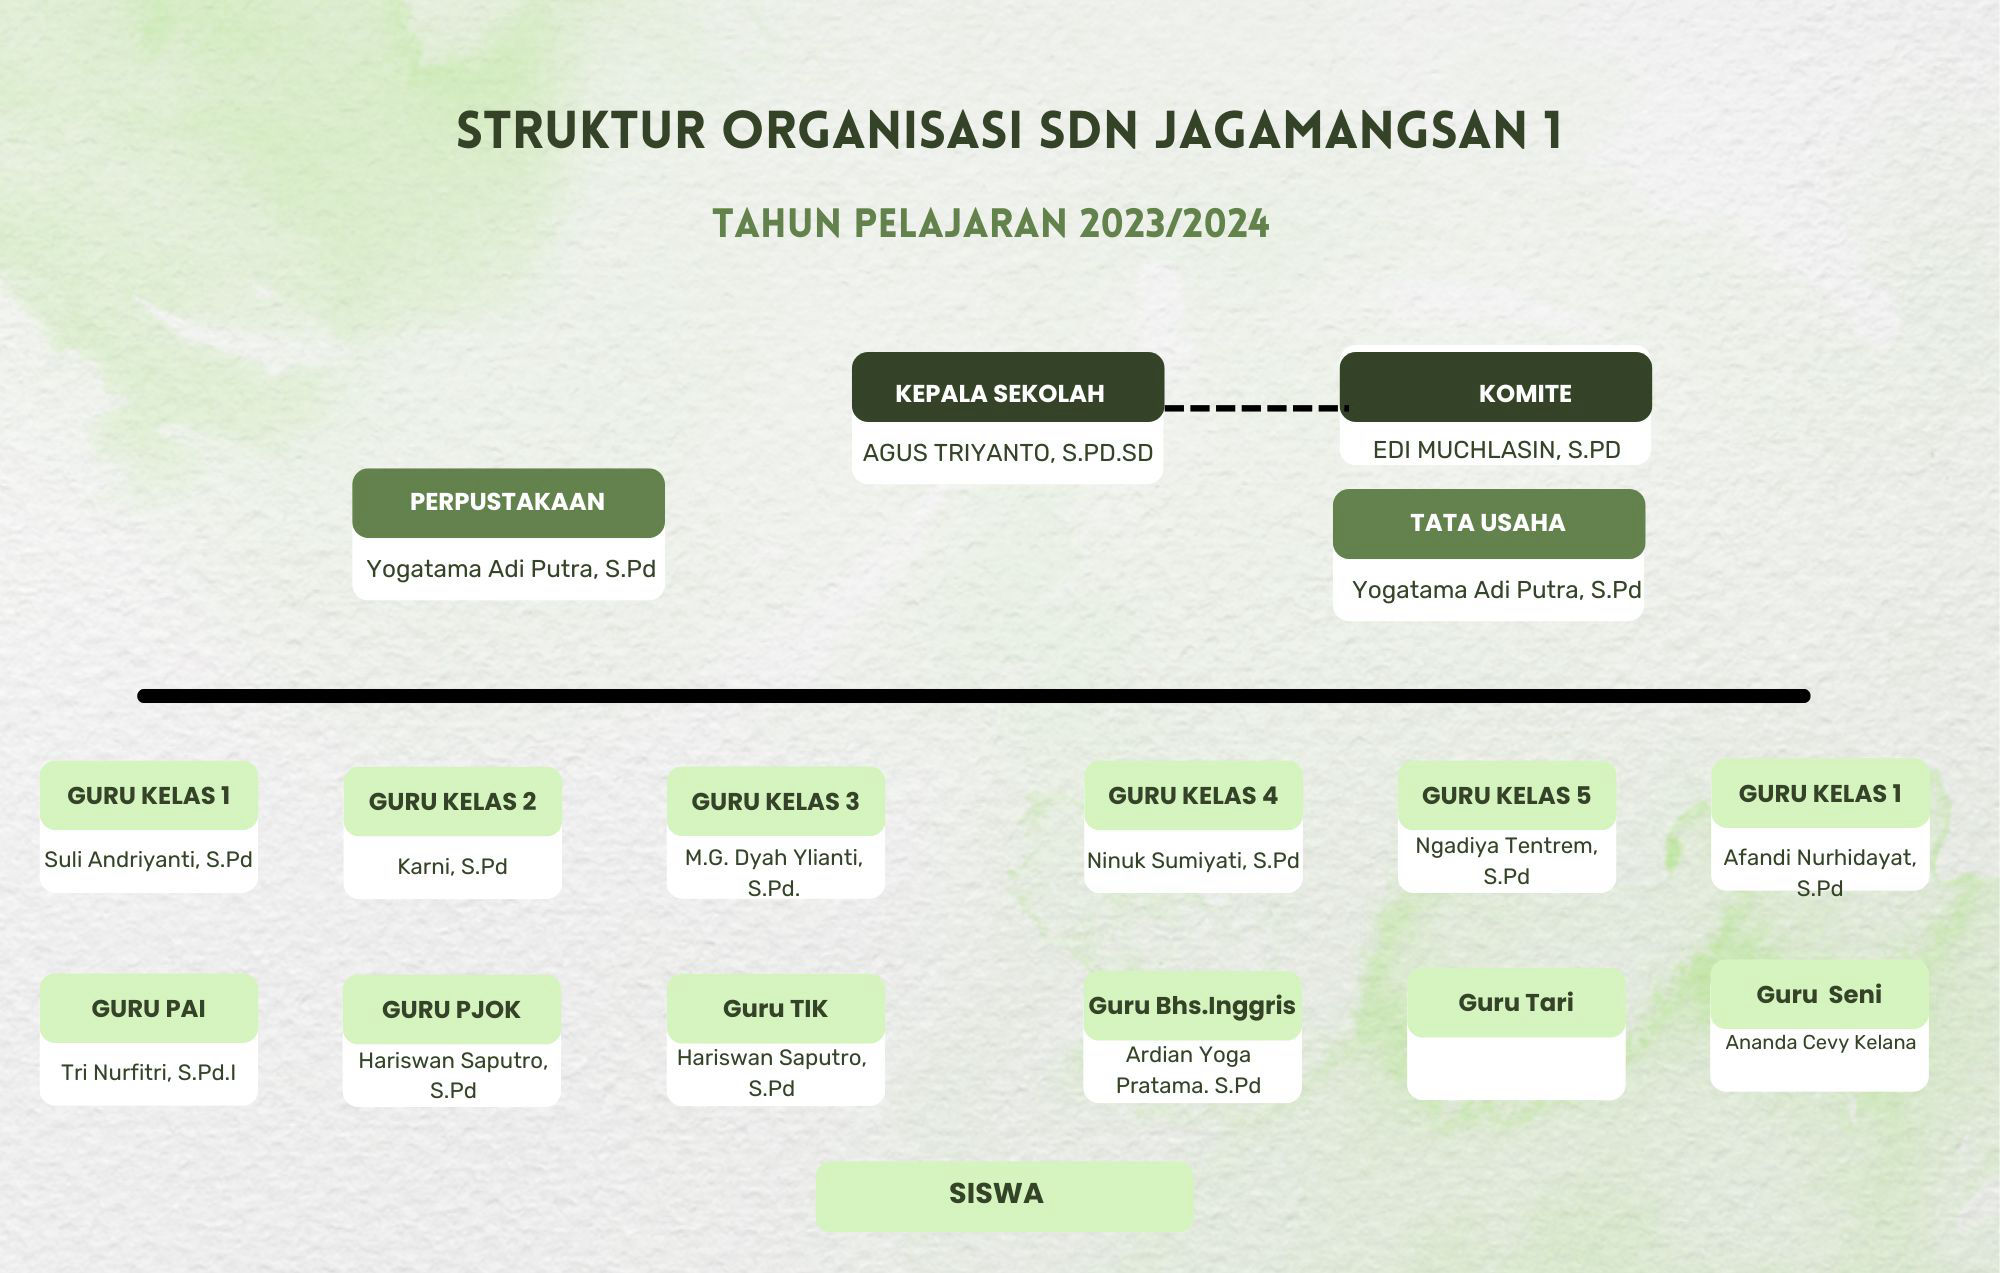 STRUKTUR ORGANISASI SDN JAGAMANGSAN 1
TAHUN PELAJARAN 2023/2024
KEPALA SEKOLAH
AGUS TRIYANTO, S.PD.SD
KOMITE
EDI MUCHLASIN, S.PD
PERPUSTAKAAN
Yogatama Adi Putra, S.Pd
TATA USAHA
Yogatama Adi Putra, S.Pd
GURU KELAS 1
Suli Andriyanti, S.Pd
GURU KELAS 2
Karni, S.Pd
GURU KELAS 3
M.G. Dyah Ylianti,
S.Pd.
GURU KELAS 4
Ninuk Sumiyati, S.Pd
GURU KELAS 5
Ngadiya Tentrem,
S.Pd
GURU KELAS 1
Afandi Nurhidayat,
S.Pd
GURU PAI
Tri Nurfitri, S.Pd.I
GURU PJOK
Hariswan Saputro,
S.Pd
Guru TIK
Hariswan Saputro,
S.Pd
Guru Bhs.Inggris
Ardian Yoga
Pratama. S.Pd
Guru Tari
Guru Seni
Ananda Cevy Kelana
SISWA